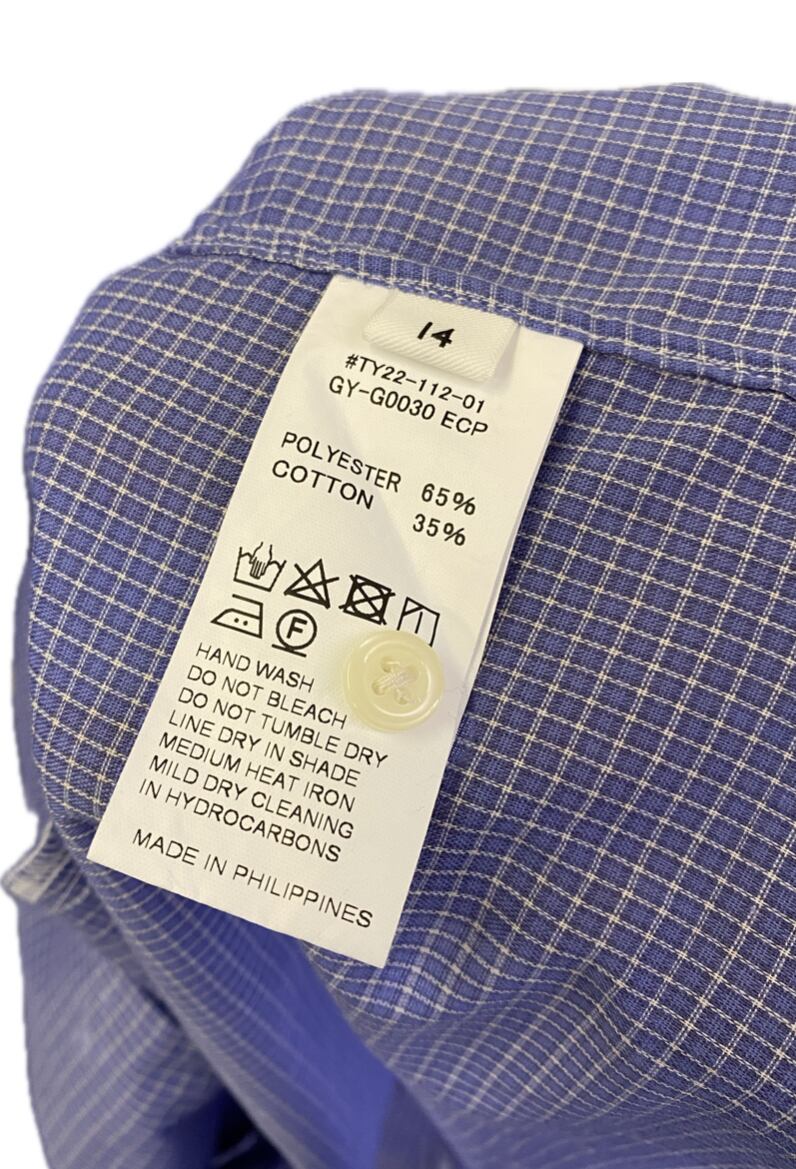 14
#TY22-112-01
GY-G0030 ECP
POLYESTER 65%
COTTON 35%
F
HAND WASH
DO NOT BLEACH
DO NOT TUMBLE DRY
LINE DRY IN SHADE
MEDIUM HEAT IRON
MILD DRY CLEANING
IN HYDROCARBONS
MADE IN PHILIPPINES